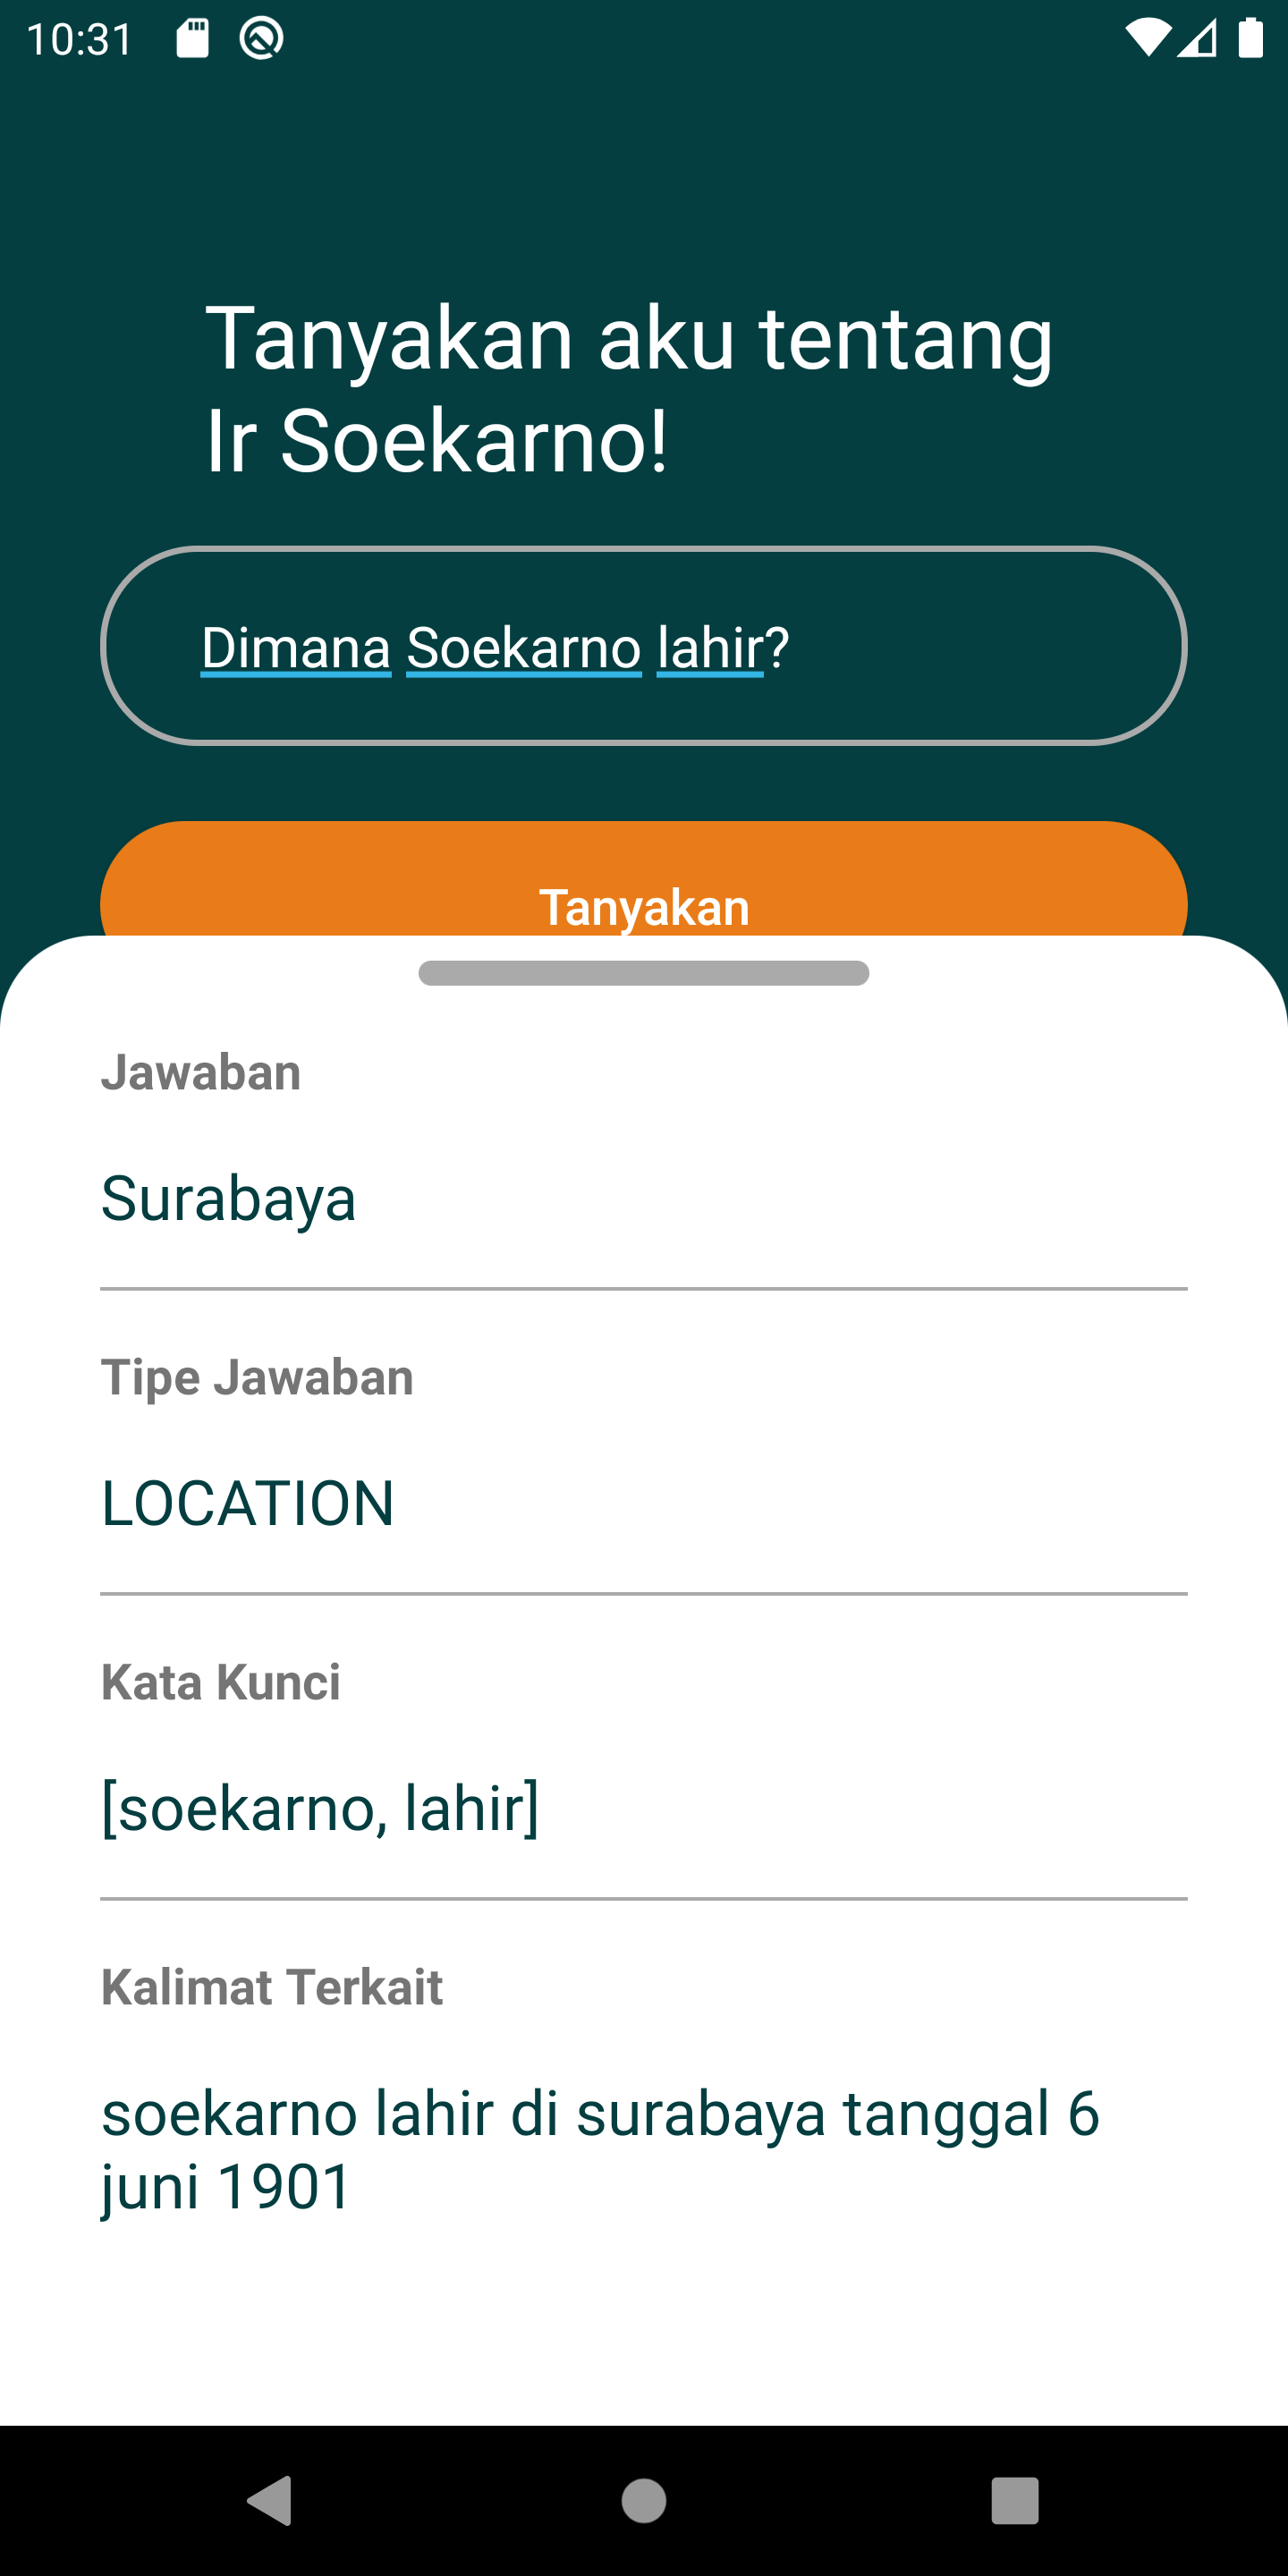 10:31
Tanyakan aku tentang
Ir Soekarno!
Dimana Soekarno lahir?
Tanyakan
Jawaban
Surabaya
Tipe Jawaban
LOCATION
Kata Kunci
[soekarno, lahir]
Kalimat Terkait
soekarno lahir di surabaya tanggal 6
juni 1901